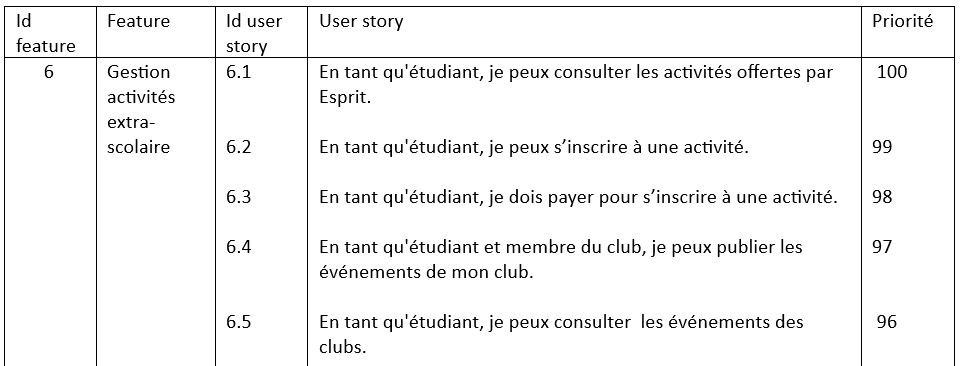 Id feature Feature Id user story User story Priorité
6 Gestion activités extra-scolaire 6.1 En tant qu'étudiant, je peux consulter les activités offertes par Esprit. 100
6.2 En tant qu'étudiant, je peux s’inscrire à une activité. 99
6.3 En tant qu'étudiant, je dois payer pour s’inscrire à une activité. 98
6.4 En tant qu'étudiant et membre du club, je peux publier les événements de mon club. 97
6.5 En tant qu'étudiant, je peux consulter  les événements des clubs. 96